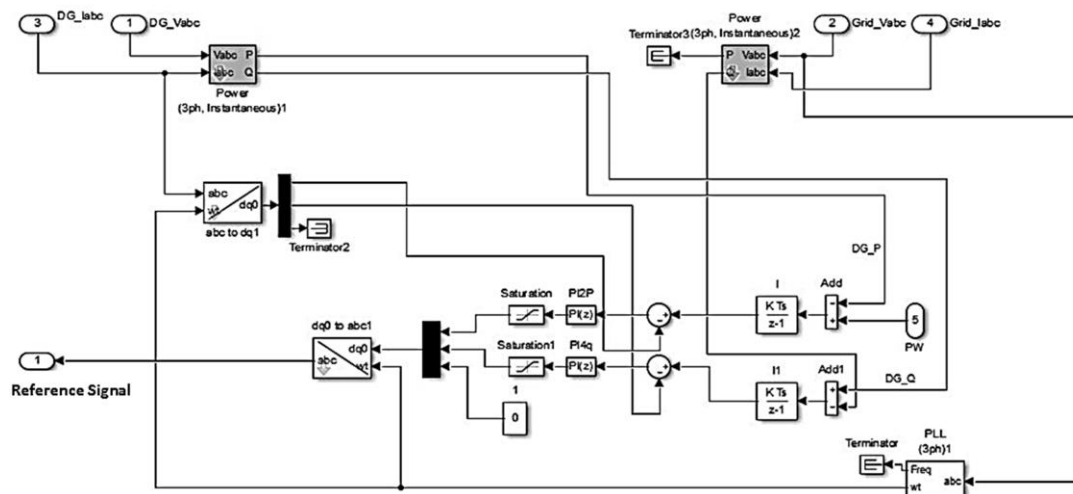 3
DG_Iabc
1
DG_Vabc
Vabc P
abc Q
Power
(3ph, Instantaneous)1
Power
Terminator3(3ph, Instantaneous)2
P Vabc
Q Iabc
2
Grid_Vabc
4
Grid_Iabc
abc
wt
dq0
abc to dq1
Terminator2
DG_P
Saturation
PI2P
PI(z)
I
K Ts
z-1
Add
5
PW
dq0 to abc1
dq0
abc
wt
1
Reference Signal
Saturation1
PI4q
PI(z)
I1
K Ts
z-1
Add1
DG_Q
1
0
Terminator
PLL
(3ph)1
Freq
wt
abc